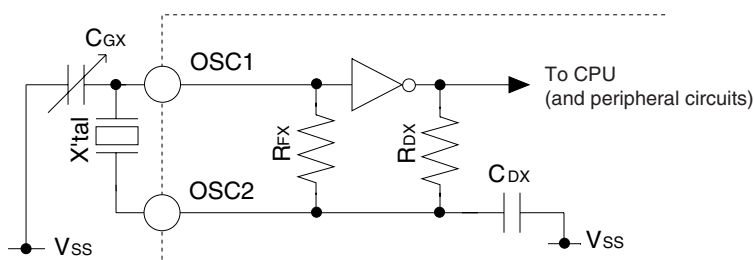 CGX
OSC1
To CPU
(and peripheral circuits)
X'tal
RFX
RDX
CDX
OSC2
VSS
VSS